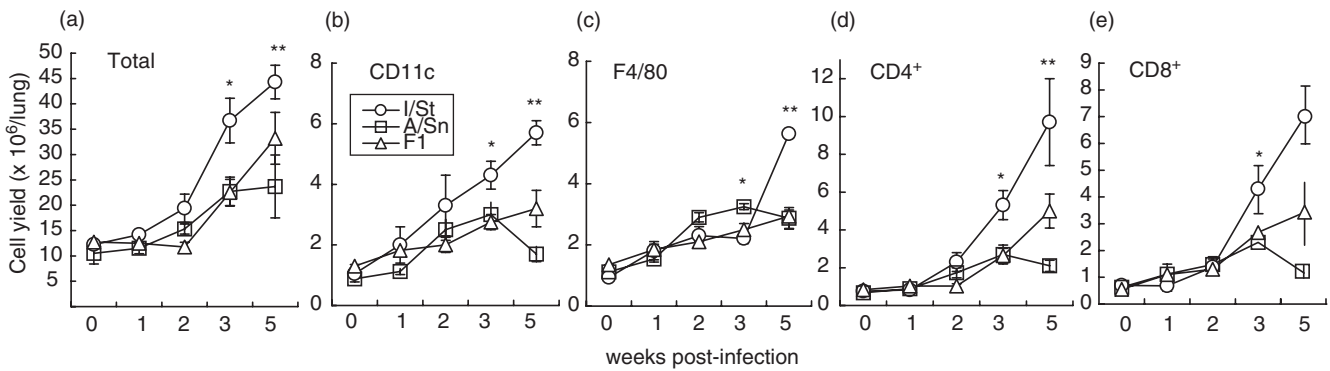 (a)
(b)
(c)
(d)
(e)
Total
CD11c
F4/80
CD4+
CD8+
Cell yield (x 10⁶/lung)
50
45
40
35
30
25
20
15
10
5
*
**
0 1 2 3 5
8
6
4
2
0
I/St
A/Sn
F1
*
**
0 1 2 3 5
8
6
4
2
0
*
**
0 1 2 3 5
12
10
8
6
4
2
0
*
**
0 1 2 3 5
9
8
7
6
5
4
3
2
1
0
*
0 1 2 3 5
weeks post-infection